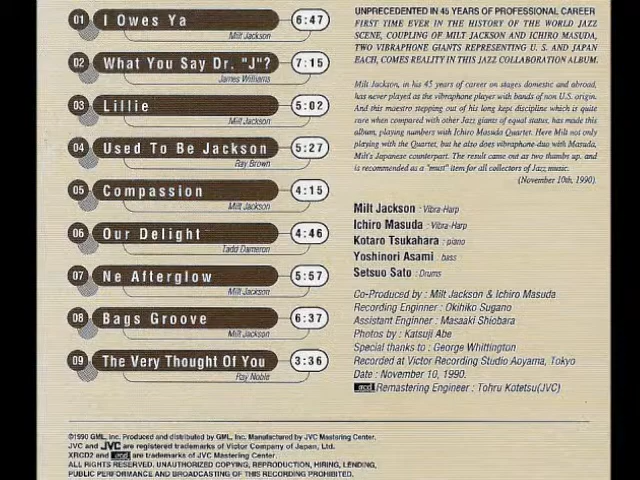 01 I Owes Ya 6:47
Milt Jackson
02 What You Say Dr. "J"? 7:15
James Williams
03 Lillie 5:02
Milt Jackson
04 Used To Be Jackson 5:27
Ray Brown
05 Compassion 4:15
Milt Jackson
06 Our Delight 4:46
Tadd Dameron
07 Ne Afterglow 5:57
Milt Jackson
08 Bags Groove 6:37
Milt Jackson
09 The Very Thought Of You 3:36
Ray Noble
UNPRECEDENTED IN 45 YEARS OF PROFESSIONAL CAREER
FIRST TIME EVER IN THE HISTORY OF THE WORLD JAZZ
SCENE, COUPLING OF MILT JACKSON AND ICHIRO MASUDA,
TWO VIBRAPHONE GIANTS REPRESENTING U. S. AND JAPAN
EACH, COMES REALITY IN THIS JAZZ COLLABORATION ALBUM.
Milt Jackson, in his 45 years of career on stages domestic and abroad,
has never played at the vibraphone player with bands of non U.S. origin.
And this maestro stepping out of his long kept discipline which is quite
rare when compared with other Jazz giants of equal status, has made this
album, playing numbers with Ichiro Masuda Quartet. Here Milt not only
playing with the Quartet, but he also does vibraphone-duo with Masuda,
Milt's Japanese counterpart. The result came out as two thumbs up, and
is recommended as a "must" item for all collectors of Jazz music.
(November 10th, 1990).
Milt Jackson : Vibra-Harp
Ichiro Masuda : Vibra-Harp
Kotaro Tsukahara : piano
Yoshinori Asami : bass
Setsuo Sato : Drums
Co-Produced by : Milt Jackson & Ichiro Masuda
Recording Enginner : Okihiko Sugano
Assistant Enginner : Masaaki Shiobara
Photos by : Katsuji Abe
Special thanks to : George Whittington
Recorded at Victor Recording Studio Aoyama, Tokyo
Date : November 10, 1990.
xrcd Remastering Engineer : Tohru Kotetsu(JVC)
©1990 GML, Inc. Produced and distributed by GML, Inc. Manufactured by JVC Mastering Center.
JVC and JVC are registered trademarks of Victor Company of Japan, Ltd.
XRCD2 and xrcd are trademarks of JVC Mastering Center.
ALL RIGHTS RESERVED. UNAUTHORIZED COPYING, REPRODUCTION, HIRING, LENDING,
PUBLIC PERFORMANCE AND BROADCASTING OF THIS RECORDING PROHIBITED.